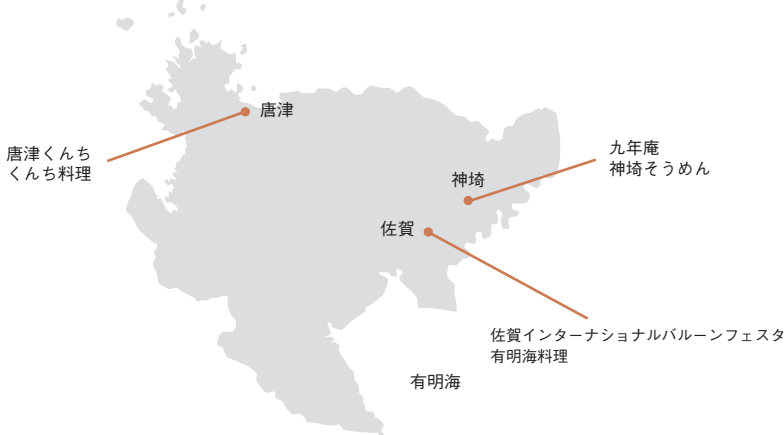 唐津
唐津くんち
くんち料理
九年庵
神埼そうめん
神埼
佐賀
佐賀インターナショナルバルーンフェスタ
有明海料理
有明海